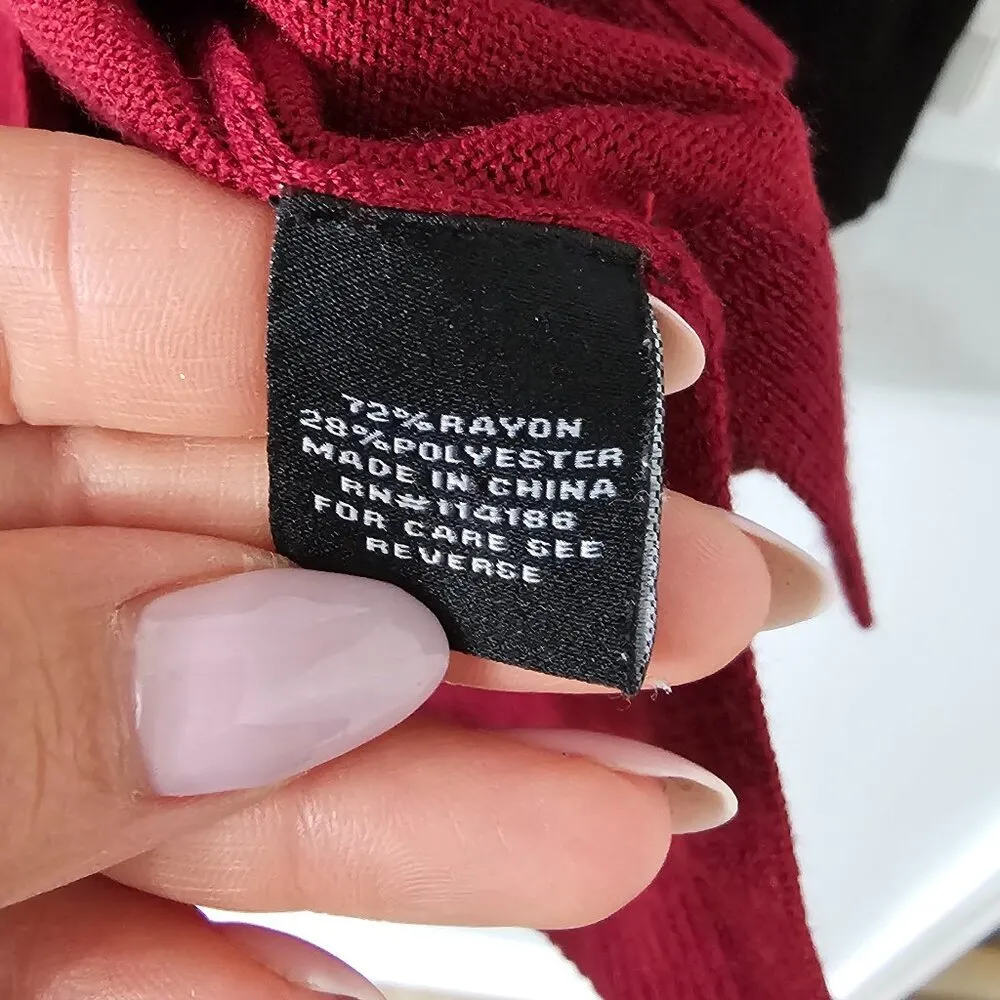 72%RAYON
28%POLYESTER
MADE IN CHINA
RN#114186
FOR CARE SEE
REVERSE